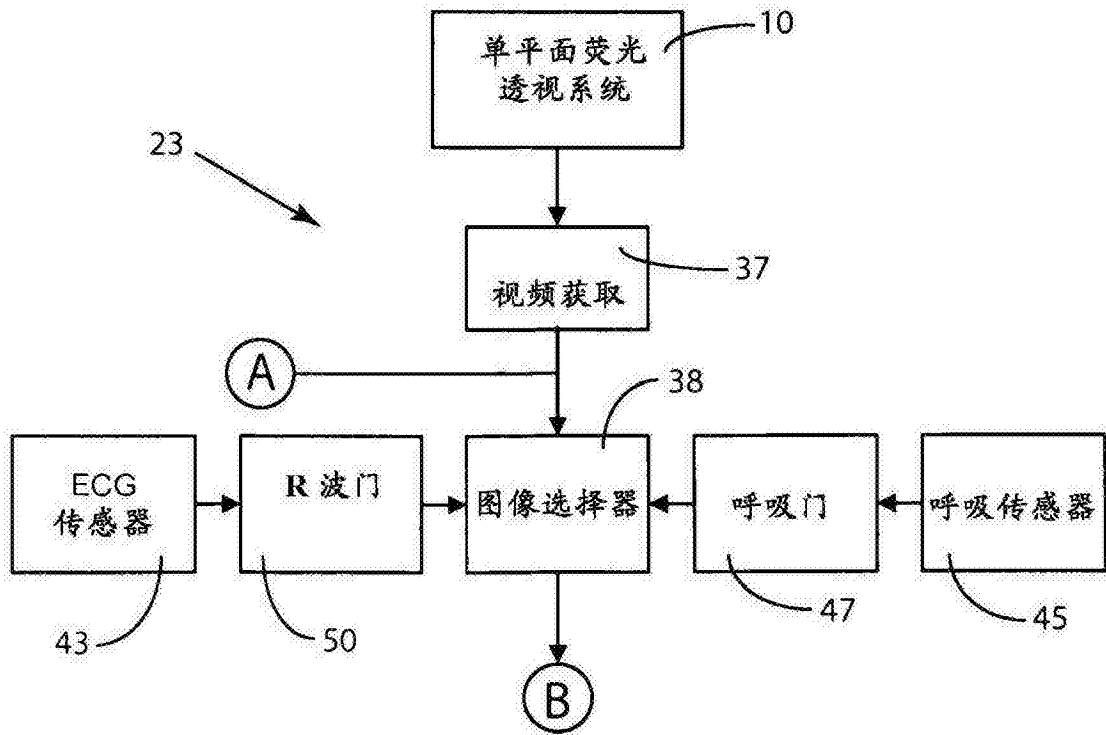 单平面荧光
透视系统
10
23
视频获取
37
A
38
ECG
传感器
R 波门
图像选择器
呼吸门
呼吸传感器
43
50
47
45
B